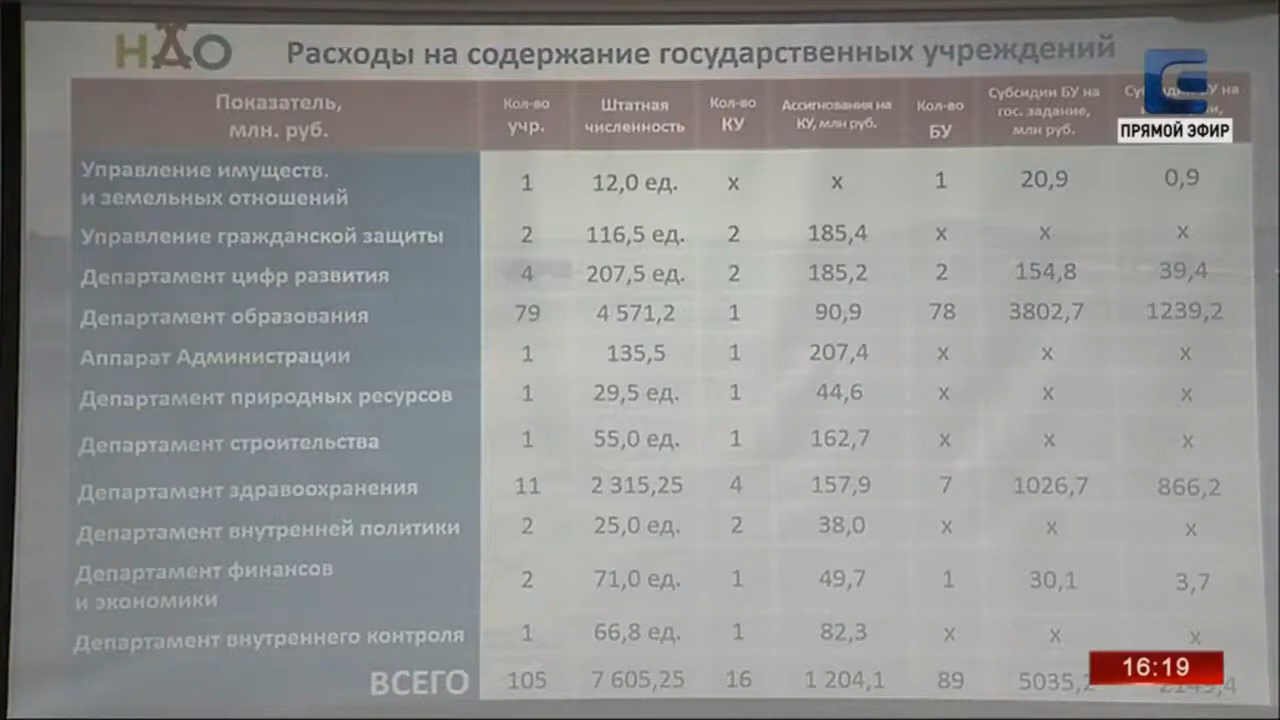 НАО
Расходы на содержание государственных учреждений
ПРЯМОЙ ЭФИР
Показатель, млн. руб. Кол-во учр. Штатная численность Кол-во КУ Ассигнования на КУ, млн руб. Кол-во БУ Субсидии БУ на гос. задание, млн руб. БУ на
Управление имуществ. и земельных отношений 1 12,0 ед. х х 1 20,9 0,9
Управление гражданской защиты 2 116,5 ед. 2 185,4 х х х
Департамент цифр развития 4 207,5 ед. 2 185,2 2 154,8 39,4
Департамент образования 79 4 571,2 1 90,9 78 3802,7 1239,2
Аппарат Администрации 1 135,5 1 207,4 х х х
Департамент природных ресурсов 1 29,5 ед. 1 44,6 х х х
Департамент строительства 1 55,0 ед. 1 162,7 х х х
Департамент здравоохранения 11 2 315,25 4 157,9 7 1026,7 866,2
Департамент внутренней политики 2 25,0 ед. 2 38,0 х х х
Департамент финансов и экономики 2 71,0 ед. 1 49,7 1 30,1 3,7
Департамент внутреннего контроля 1 66,8 ед. 1 82,3 х х х
ВСЕГО 105 7 605,25 16 1 204,1 89
16:19